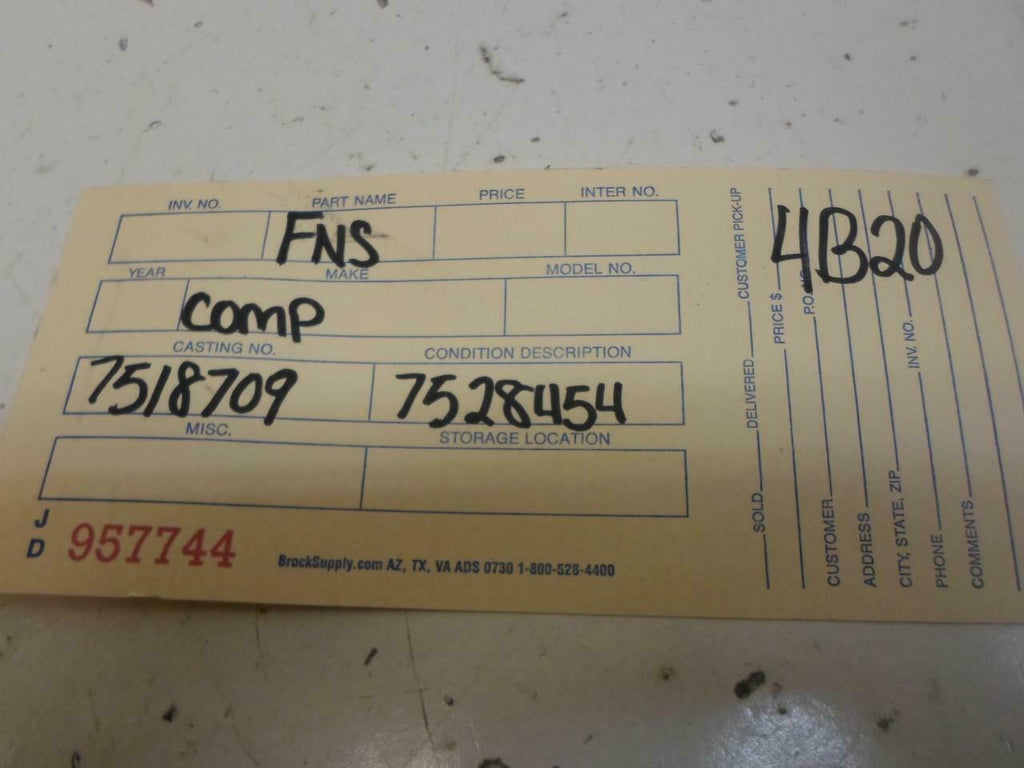 INV. NO. PART NAME PRICE INTER NO.
FNS
YEAR MAKE MODEL NO.
comp
CASTING NO. CONDITION DESCRIPTION
7518709 7528454
MISC. STORAGE LOCATION
J
D 957744
BrockSupply.com AZ, TX, VA ADS 0730 1-800-528-4400
4B20
SOLD DELIVERED CUSTOMER PICK-UP
PRICE $
CUSTOMER P.O. NO.
ADDRESS
CITY, STATE, ZIP
PHONE INV. NO.
COMMENTS